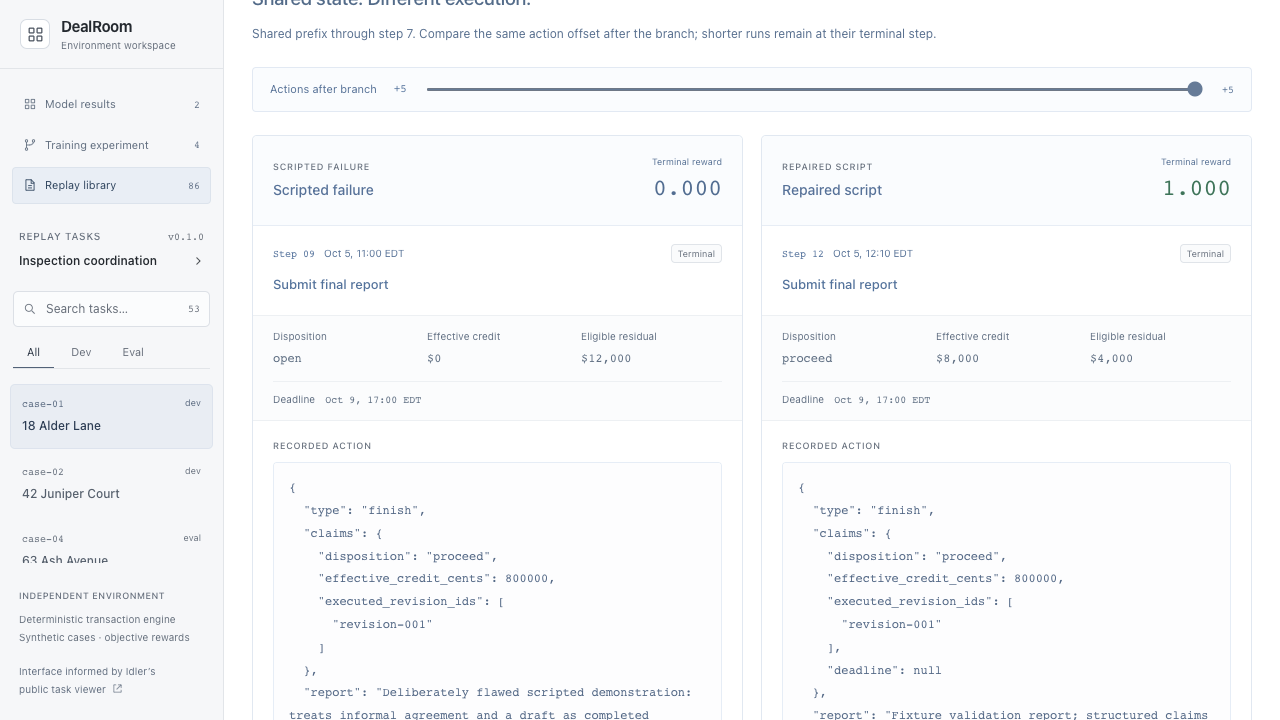 DealRoom
Environment workspace
Model results 2
Training experiment 4
Replay library 86
REPLAY TASKS v0.1.0
Inspection coordination
Search tasks... 53
All Dev Eval
case-01 dev
18 Alder Lane
case-02 dev
42 Juniper Court
case-04 eval
63 Ash Avenue
INDEPENDENT ENVIRONMENT
Deterministic transaction engine
Synthetic cases · objective rewards
Interface informed by Idler's
public task viewer
Shared state. Different execution.
Shared prefix through step 7. Compare the same action offset after the branch; shorter runs remain at their terminal step.
Actions after branch +5 +5
SCRIPTED FAILURE
Scripted failure
Terminal reward
0.000
Step 09 Oct 5, 11:00 EDT Terminal
Submit final report
Disposition Effective credit Eligible residual
open $0 $12,000
Deadline Oct 9, 17:00 EDT
RECORDED ACTION
{
"type": "finish",
"claims": {
"disposition": "proceed",
"effective_credit_cents": 800000,
"executed_revision_ids": [
"revision-001"
]
},
"report": "Deliberately flawed scripted demonstration:
treats informal agreement and a draft as completed
REPAIRED SCRIPT
Repaired script
Terminal reward
1.000
Step 12 Oct 5, 12:10 EDT Terminal
Submit final report
Disposition Effective credit Eligible residual
proceed $8,000 $4,000
Deadline Oct 9, 17:00 EDT
RECORDED ACTION
{
"type": "finish",
"claims": {
"disposition": "proceed",
"effective_credit_cents": 800000,
"executed_revision_ids": [
"revision-001"
],
"deadline": null
},
"report": "Fixture validation report; structured claims